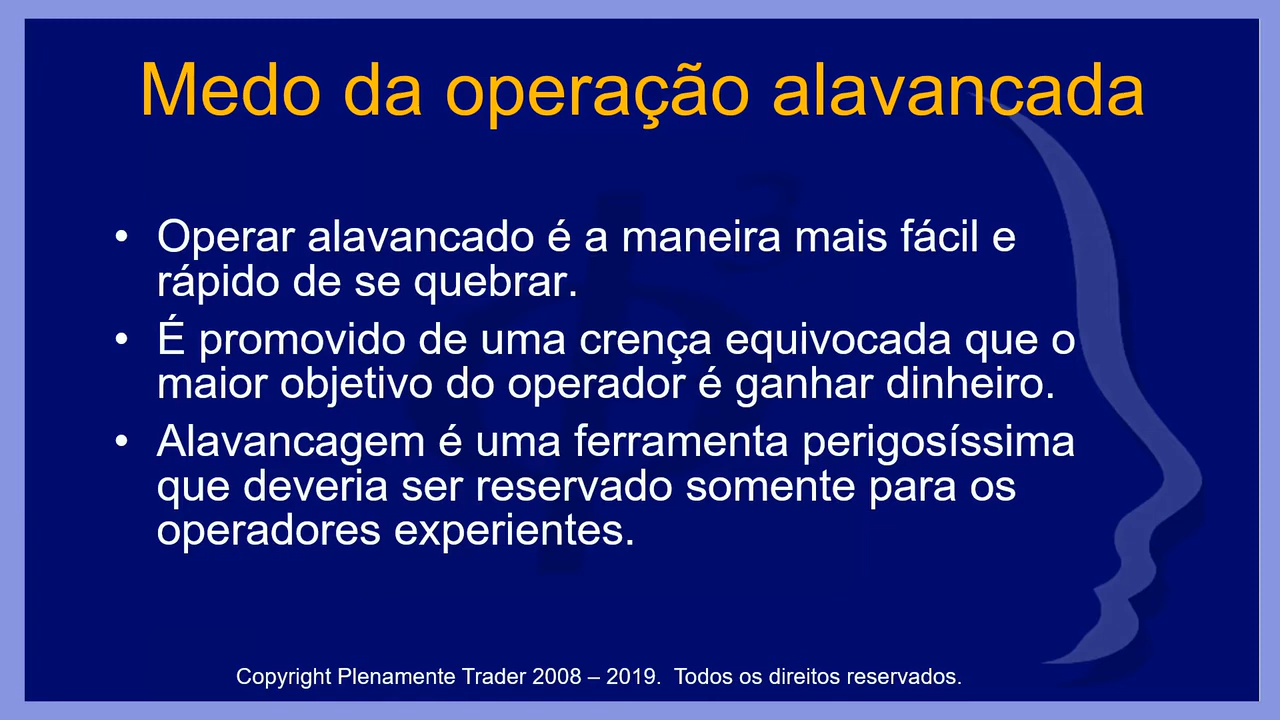 Medo da operação alavancada
• Operar alavancado é a maneira mais fácil e
rápido de se quebrar.
• É promovido de uma crença equivocada que o
maior objetivo do operador é ganhar dinheiro.
• Alavancagem é uma ferramenta perigosíssima
que deveria ser reservado somente para os
operadores experientes.
Copyright Plenamente Trader 2008 – 2019.  Todos os direitos reservados.